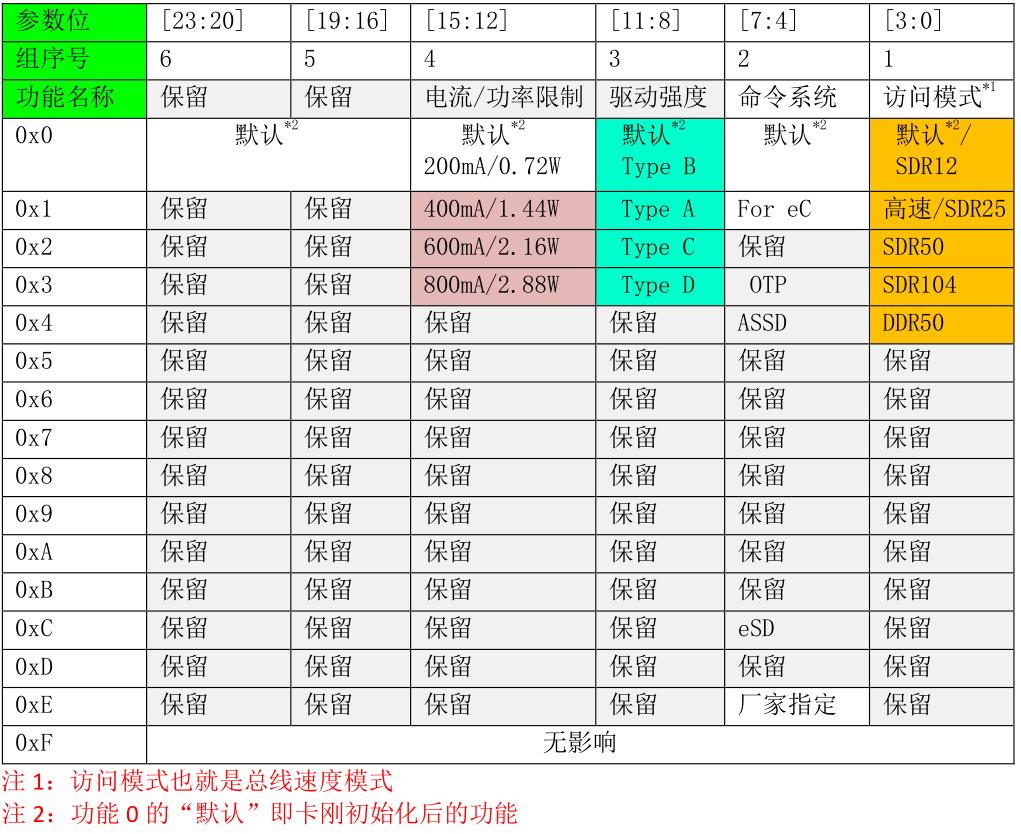 参数位 [23:20] [19:16] [15:12] [11:8] [7:4] [3:0]
组序号 6 5 4 3 2 1
功能名称 保留 保留 电流/功率限制 驱动强度 命令系统 访问模式*1
0x0 默认*2 默认*2 默认*2 默认*2 默认*2/
200mA/0.72W Type B SDR12
0x1 保留 保留 400mA/1.44W Type A For eC 高速/SDR25
0x2 保留 保留 600mA/2.16W Type C 保留 SDR50
0x3 保留 保留 800mA/2.88W Type D OTP SDR104
0x4 保留 保留 保留 保留 ASSD DDR50
0x5 保留 保留 保留 保留 保留 保留
0x6 保留 保留 保留 保留 保留 保留
0x7 保留 保留 保留 保留 保留 保留
0x8 保留 保留 保留 保留 保留 保留
0x9 保留 保留 保留 保留 保留 保留
0xA 保留 保留 保留 保留 保留 保留
0xB 保留 保留 保留 保留 保留 保留
0xC 保留 保留 保留 保留 eSD 保留
0xD 保留 保留 保留 保留 保留 保留
0xE 保留 保留 保留 保留 厂家指定 保留
0xF 无影响
注 1：访问模式也就是总线速度模式
注 2：功能 0 的“默认”即卡刚初始化后的功能